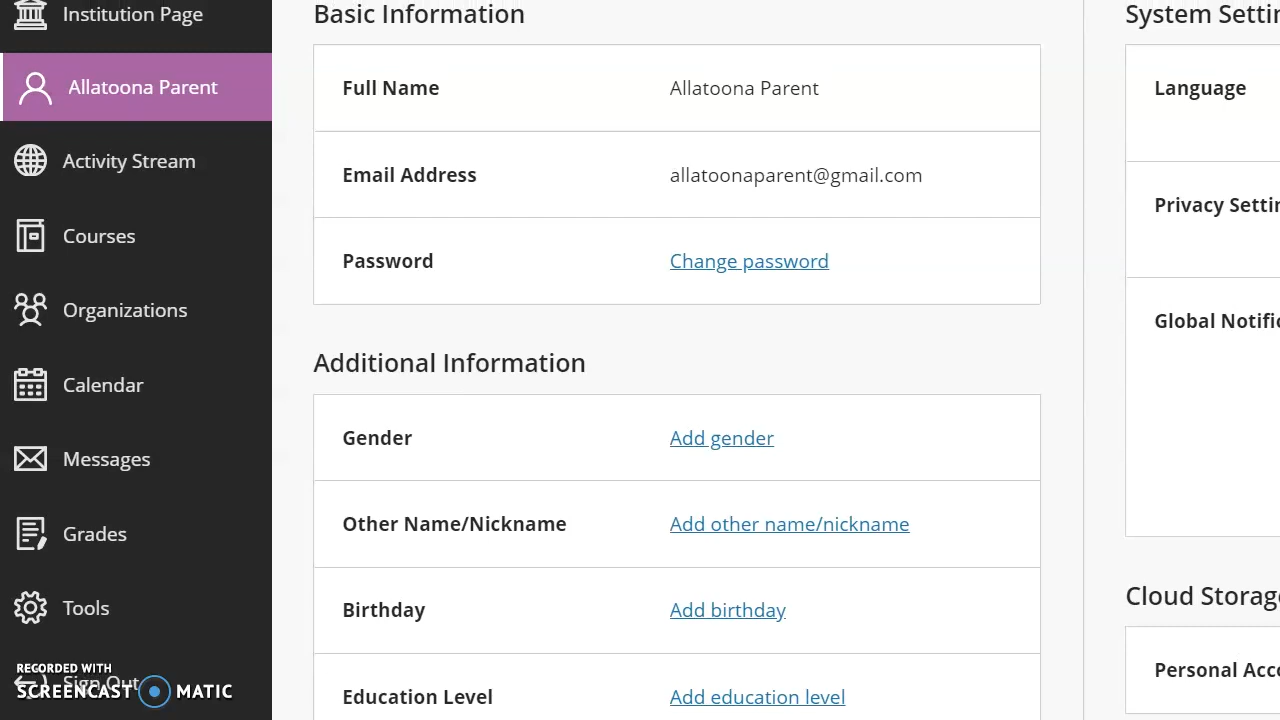 Institution Page
Allatoona Parent
Activity Stream
Courses
Organizations
Calendar
Messages
Grades
Tools
Sign Out
RECORDED WITH
SCREENCAST MATIC
Basic Information
Full Name Allatoona Parent
Email Address allatoonaparent@gmail.com
Password Change password
Additional Information
Gender Add gender
Other Name/Nickname Add other name/nickname
Birthday Add birthday
Education Level Add education level
System Settin
Language
Privacy Settin
Global Notific
Cloud Storage
Personal Acco